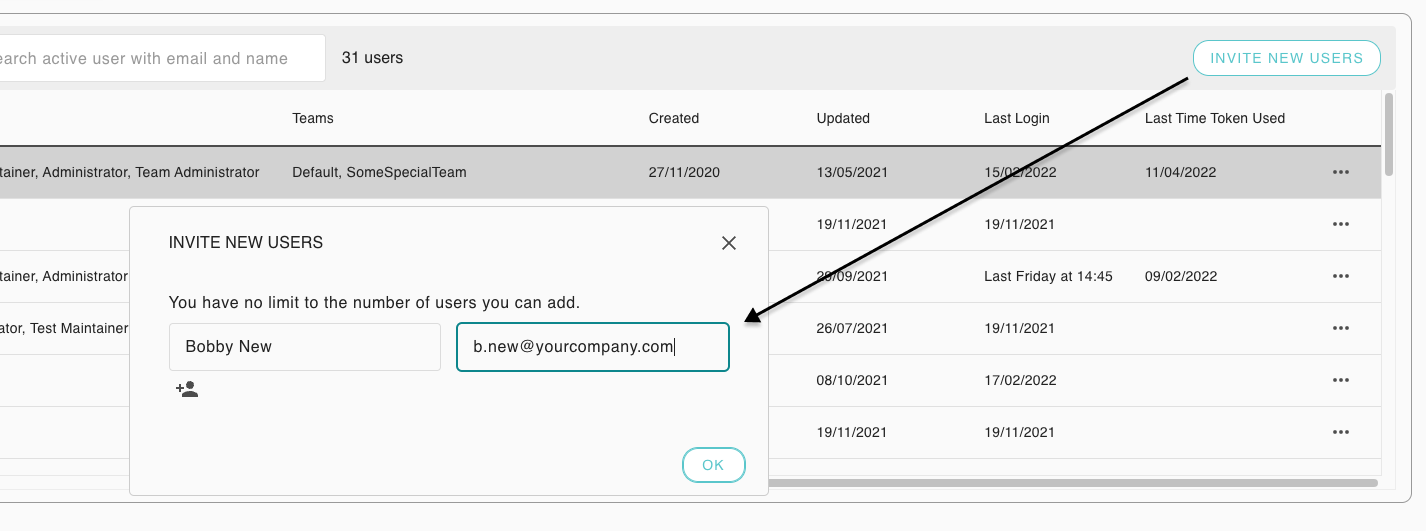 earch active user with email and name 31 users INVITE NEW USERS
Teams Created Updated Last Login Last Time Token Used
tainer, Administrator, Team Administrator Default, SomeSpecialTeam 27/11/2020 13/05/2021 15/02/2022 11/04/2022
19/11/2021 19/11/2021
tainer, Administrator 29/09/2021 Last Friday at 14:45 09/02/2022
ator, Test Maintainer 26/07/2021 19/11/2021
08/10/2021 17/02/2022
19/11/2021 19/11/2021
INVITE NEW USERS
You have no limit to the number of users you can add.
Bobby New b.new@yourcompany.com
OK